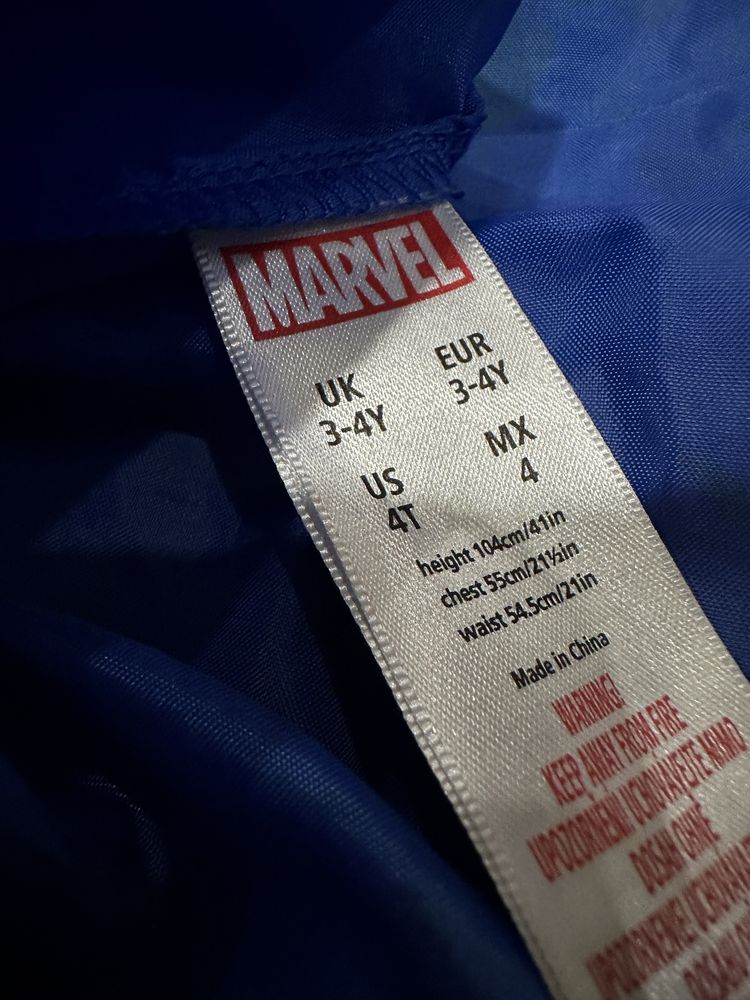 MARVEL
UK
3-4Y
EUR
3-4Y
US
4T
MX
4
height 104cm/41in
chest 55cm/21½in
waist 54.5cm/21in
Made in China
WARNING!
KEEP AWAY FROM FIRE